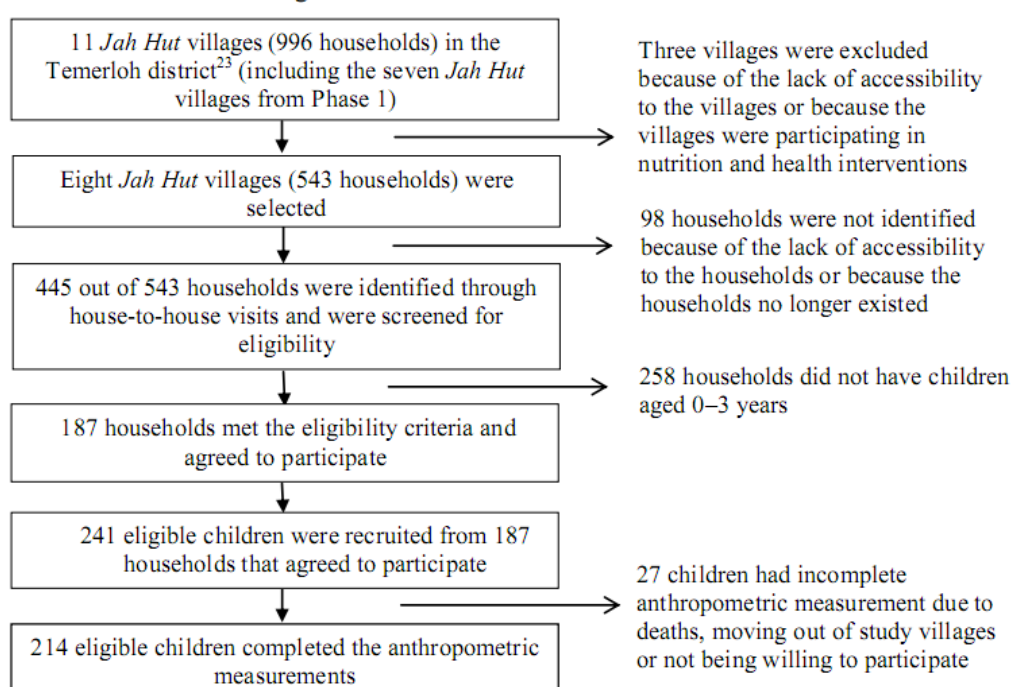 11 Jah Hut villages (996 households) in the
Temerloh district23 (including the seven Jah Hut
villages from Phase 1)
Three villages were excluded
because of the lack of accessibility
to the villages or because the
villages were participating in
nutrition and health interventions
Eight Jah Hut villages (543 households) were
selected
98 households were not identified
because of the lack of accessibility
to the households or because the
households no longer existed
445 out of 543 households were identified through
house-to-house visits and were screened for
eligibility
258 households did not have children
aged 0–3 years
187 households met the eligibility criteria and
agreed to participate
241 eligible children were recruited from 187
households that agreed to participate
27 children had incomplete
anthropometric measurement due to
deaths, moving out of study villages
or not being willing to participate
214 eligible children completed the anthropometric
measurements